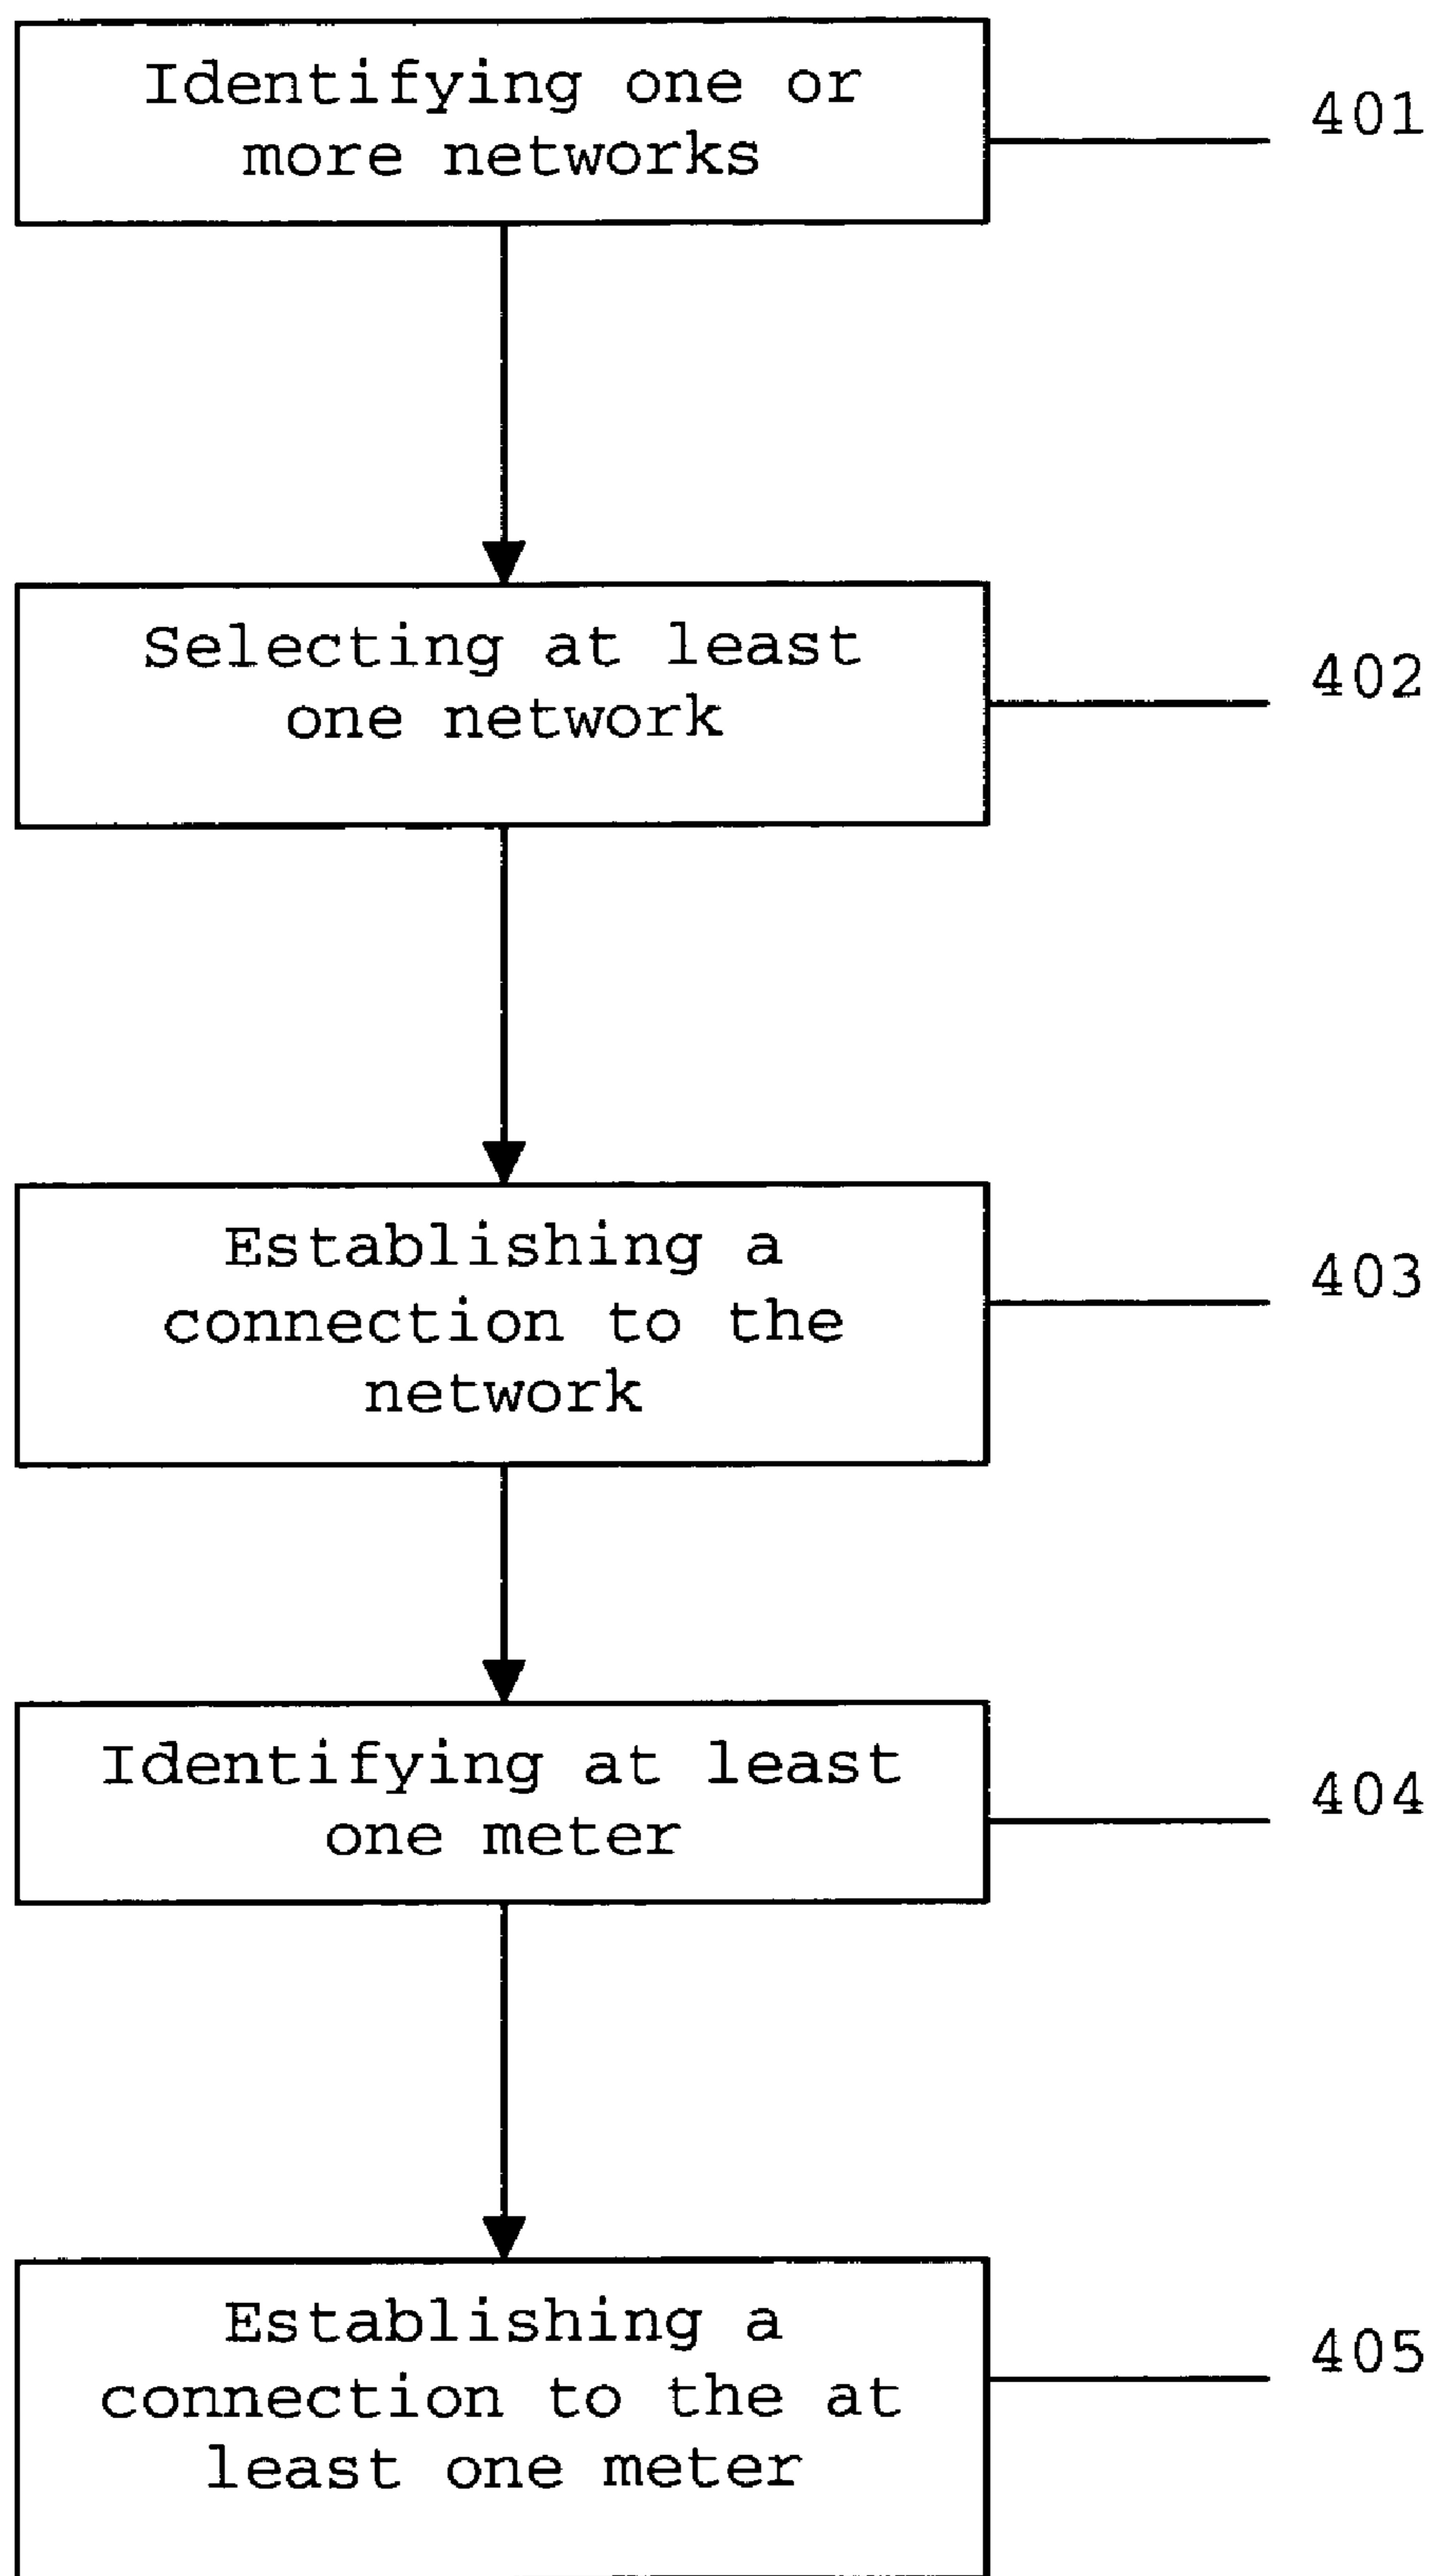 Identifying one or
more networks
401
Selecting at least
one network
402
Establishing a
connection to the
network
403
Identifying at least
one meter
404
Establishing a
connection to the at
least one meter
405